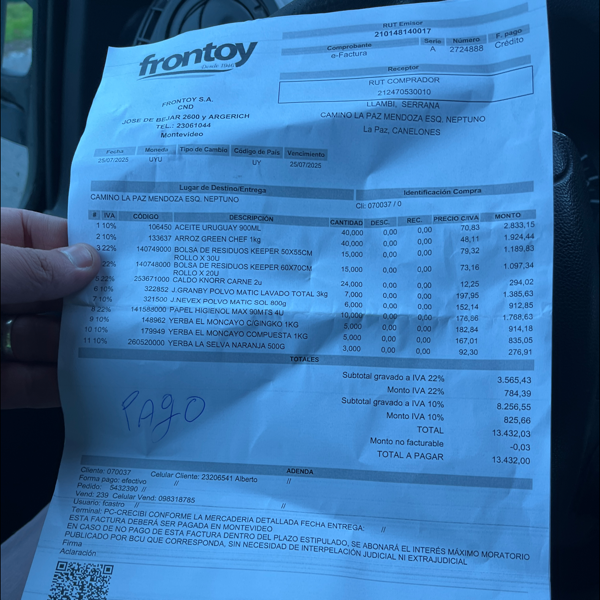 frontoy
Desde 1940
RUT Emisor
210148140017
Comprobante Serie Número F. pago
e-Factura A 2724888 Crédito
Receptor
RUT COMPRADOR
212470530010
LLAMBI, SERRANA
CAMINO LA PAZ MENDOZA ESQ. NEPTUNO
La Paz, CANELONES
FRONTOY S.A.
CND
JOSE DE BEJAR 2600 y ARGERICH
TEL.: 23061044
Montevideo
Fecha Moneda Tipo de Cambio Código de País Vencimiento
25/07/2025 UYU UY 25/07/2025
Lugar de Destino/Entrega Identificación Compra
CAMINO LA PAZ MENDOZA ESQ. NEPTUNO Cli: 070037 / 0
# IVA CÓDIGO DESCRIPCIÓN CANTIDAD DESC. REC. PRECIO C/IVA MONTO
1 10% 106450 ACEITE URUGUAY 900ML 40,000 0,00 0,00 70,83 2.833,15
2 10% 133637 ARROZ GREEN CHEF 1kg 40,000 0,00 0,00 48,11 1.924,44
3 22% 140749000 BOLSA DE RESIDUOS KEEPER 50X55CM 15,000 0,00 0,00 79,32 1.189,83
ROLLO X 30U
22% 140748000 BOLSA DE RESIDUOS KEEPER 60X70CM 15,000 0,00 0,00 73,16 1.097,34
ROLLO X 20U
22% 253671000 CALDO KNORR CARNE 2u 24,000 0,00 0,00 12,25 294,02
6 10% 322852 J.GRANBY POLVO MATIC LAVADO TOTAL 3kg 7,000 0,00 0,00 197,95 1.385,63
7 10% 321500 J.NEVEX POLVO MATIC SOL 800g 6,000 0,00 0,00 152,14 912,85
8 22% 141588000 PAPEL HIGIENOL MAX 90MTS 4U 10,000 0,00 0,00 1.768,63
9 10% 148962 YERBA EL MONCAYO C/GINGKO 1KG 5,000 0,00 0,00 182,84 914,18
10 10% 179949 YERBA EL MONCAYO COMPUESTA 1KG 5,000 0,00 0,00 167,01 835,05
11 10% 260520000 YERBA LA SELVA NARANJA 500G 3,000 0,00 0,00 92,30 276,91
TOTALES
Subtotal gravado a IVA 22% 3.565,43
Monto IVA 22% 784,39
Subtotal gravado a IVA 10% 8.256,55
Monto IVA 10% 825,66
TOTAL 13.432,03
Monto no facturable -0,03
TOTAL A PAGAR 13.432,00
PAGO
ADENDA
Cliente: 070037 Celular Cliente: 23206541 Alberto //
Forma pago: efectivo //
Pedido: 5432390 //
Vend: 239 Celular Vend: 098318785
Usuario: fcastro //
Terminal: PC-CRECIBI CONFORME LA MERCADERIA DETALLADA FECHA ENTREGA: //
ESTA FACTURA DEBERÁ SER PAGADA EN MONTEVIDEO
EN CASO DE NO PAGO DE ESTA FACTURA DENTRO DEL PLAZO ESTIPULADO, SE ABONARÁ EL INTERÉS MÁXIMO MORATORIO
PUBLICADO POR BCU QUE CORRESPONDA, SIN NECESIDAD DE INTERPELACIÓN JUDICIAL NI EXTRAJUDICIAL
Firma
Aclaración